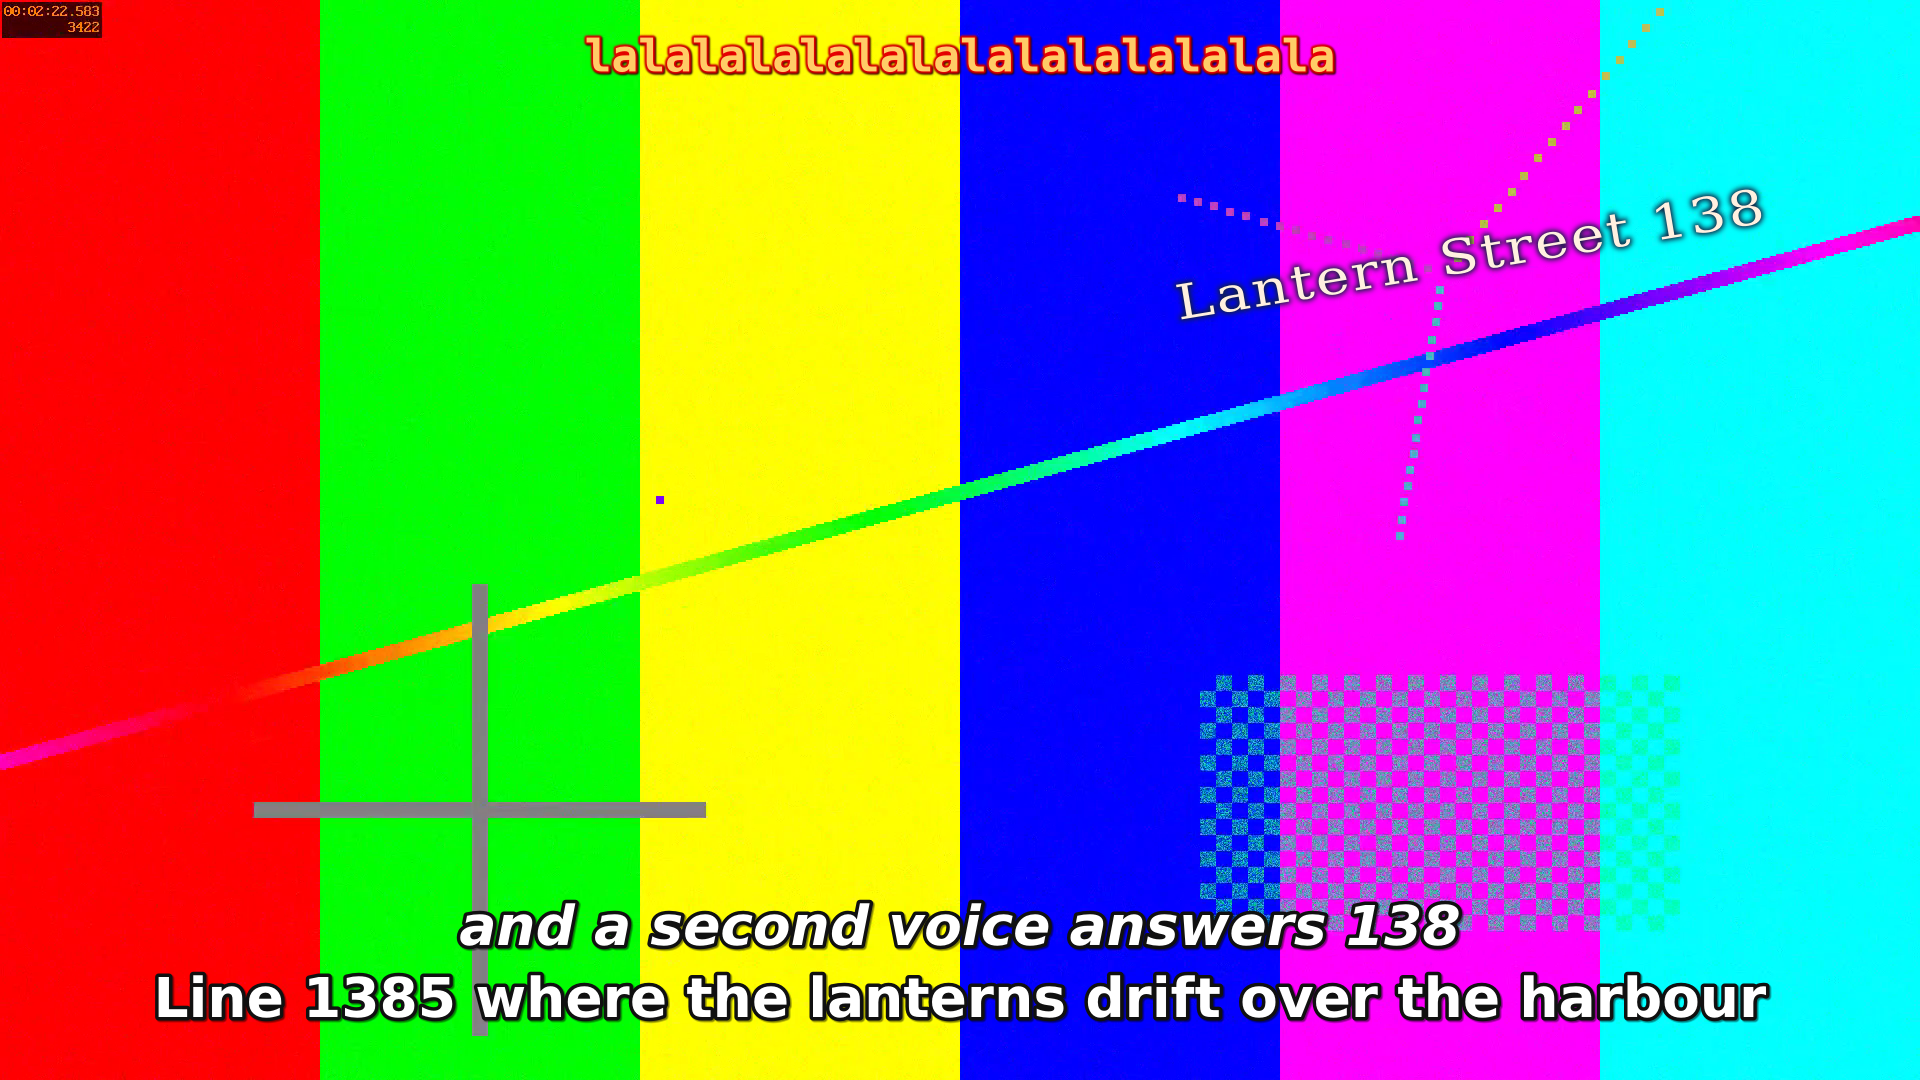 00:02:22.583
3422
lalalalalalalalalalalalalala
Lantern Street 138
and a second voice answers 138
Line 1385 where the lanterns drift over the harbour